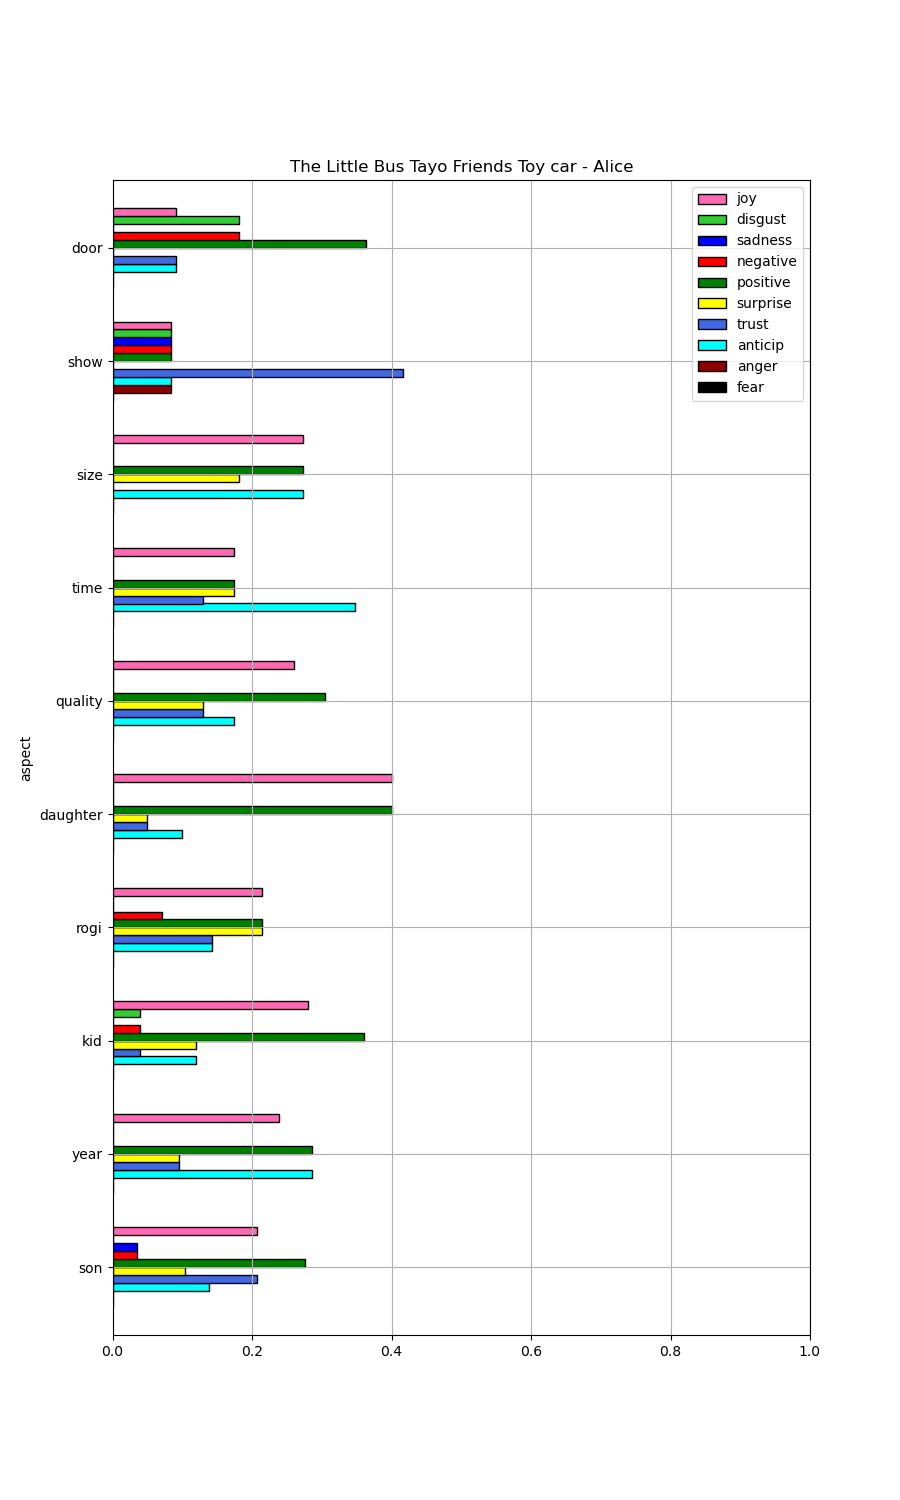 The Little Bus Tayo Friends Toy car - Alice
joy
disgust
sadness
negative
positive
surprise
trust
anticip
anger
fear
door
show
size
time
quality
daughter
rogi
kid
year
son
aspect
0.0 0.2 0.4 0.6 0.8 1.0